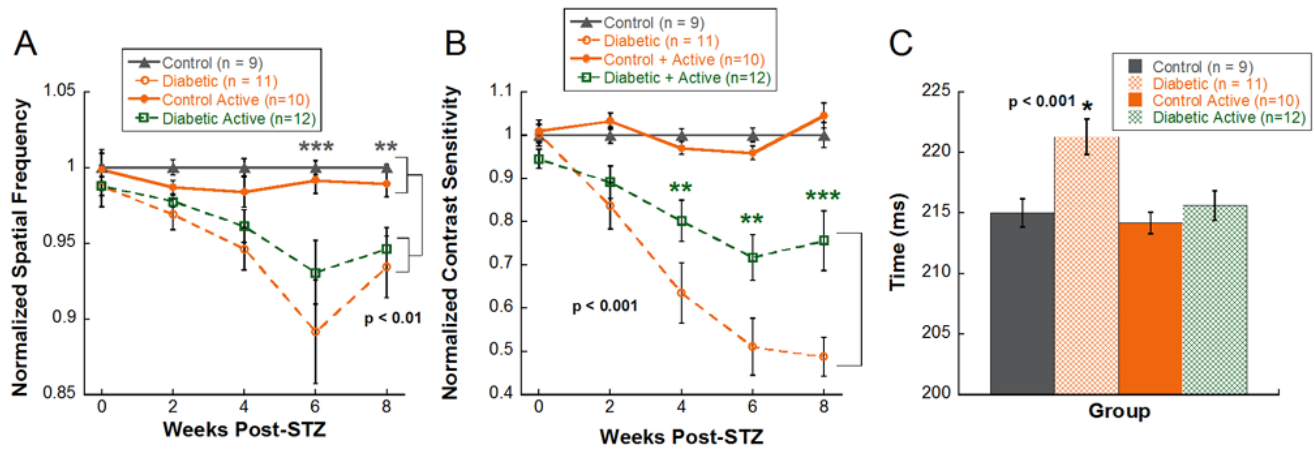 A
Control (n = 9)
Diabetic (n = 11)
Control Active (n=10)
Diabetic Active (n=12)
1.05
1
0.95
0.9
0.85
Normalized Spatial Frequency
***
**
p < 0.01
0 2 4 6 8
Weeks Post-STZ
B
Control (n = 9)
Diabetic (n = 11)
Control + Active (n=10)
Diabetic + Active (n=12)
1.1
1
0.9
0.8
0.7
0.6
0.5
0.4
Normalized Contrast Sensitivity
**
**
***
p < 0.001
0 2 4 6 8
Weeks Post-STZ
C
Control (n = 9)
Diabetic (n = 11)
Control Active (n=10)
Diabetic Active (n=12)
225
220
215
210
205
200
Time (ms)
p < 0.001 *
Group